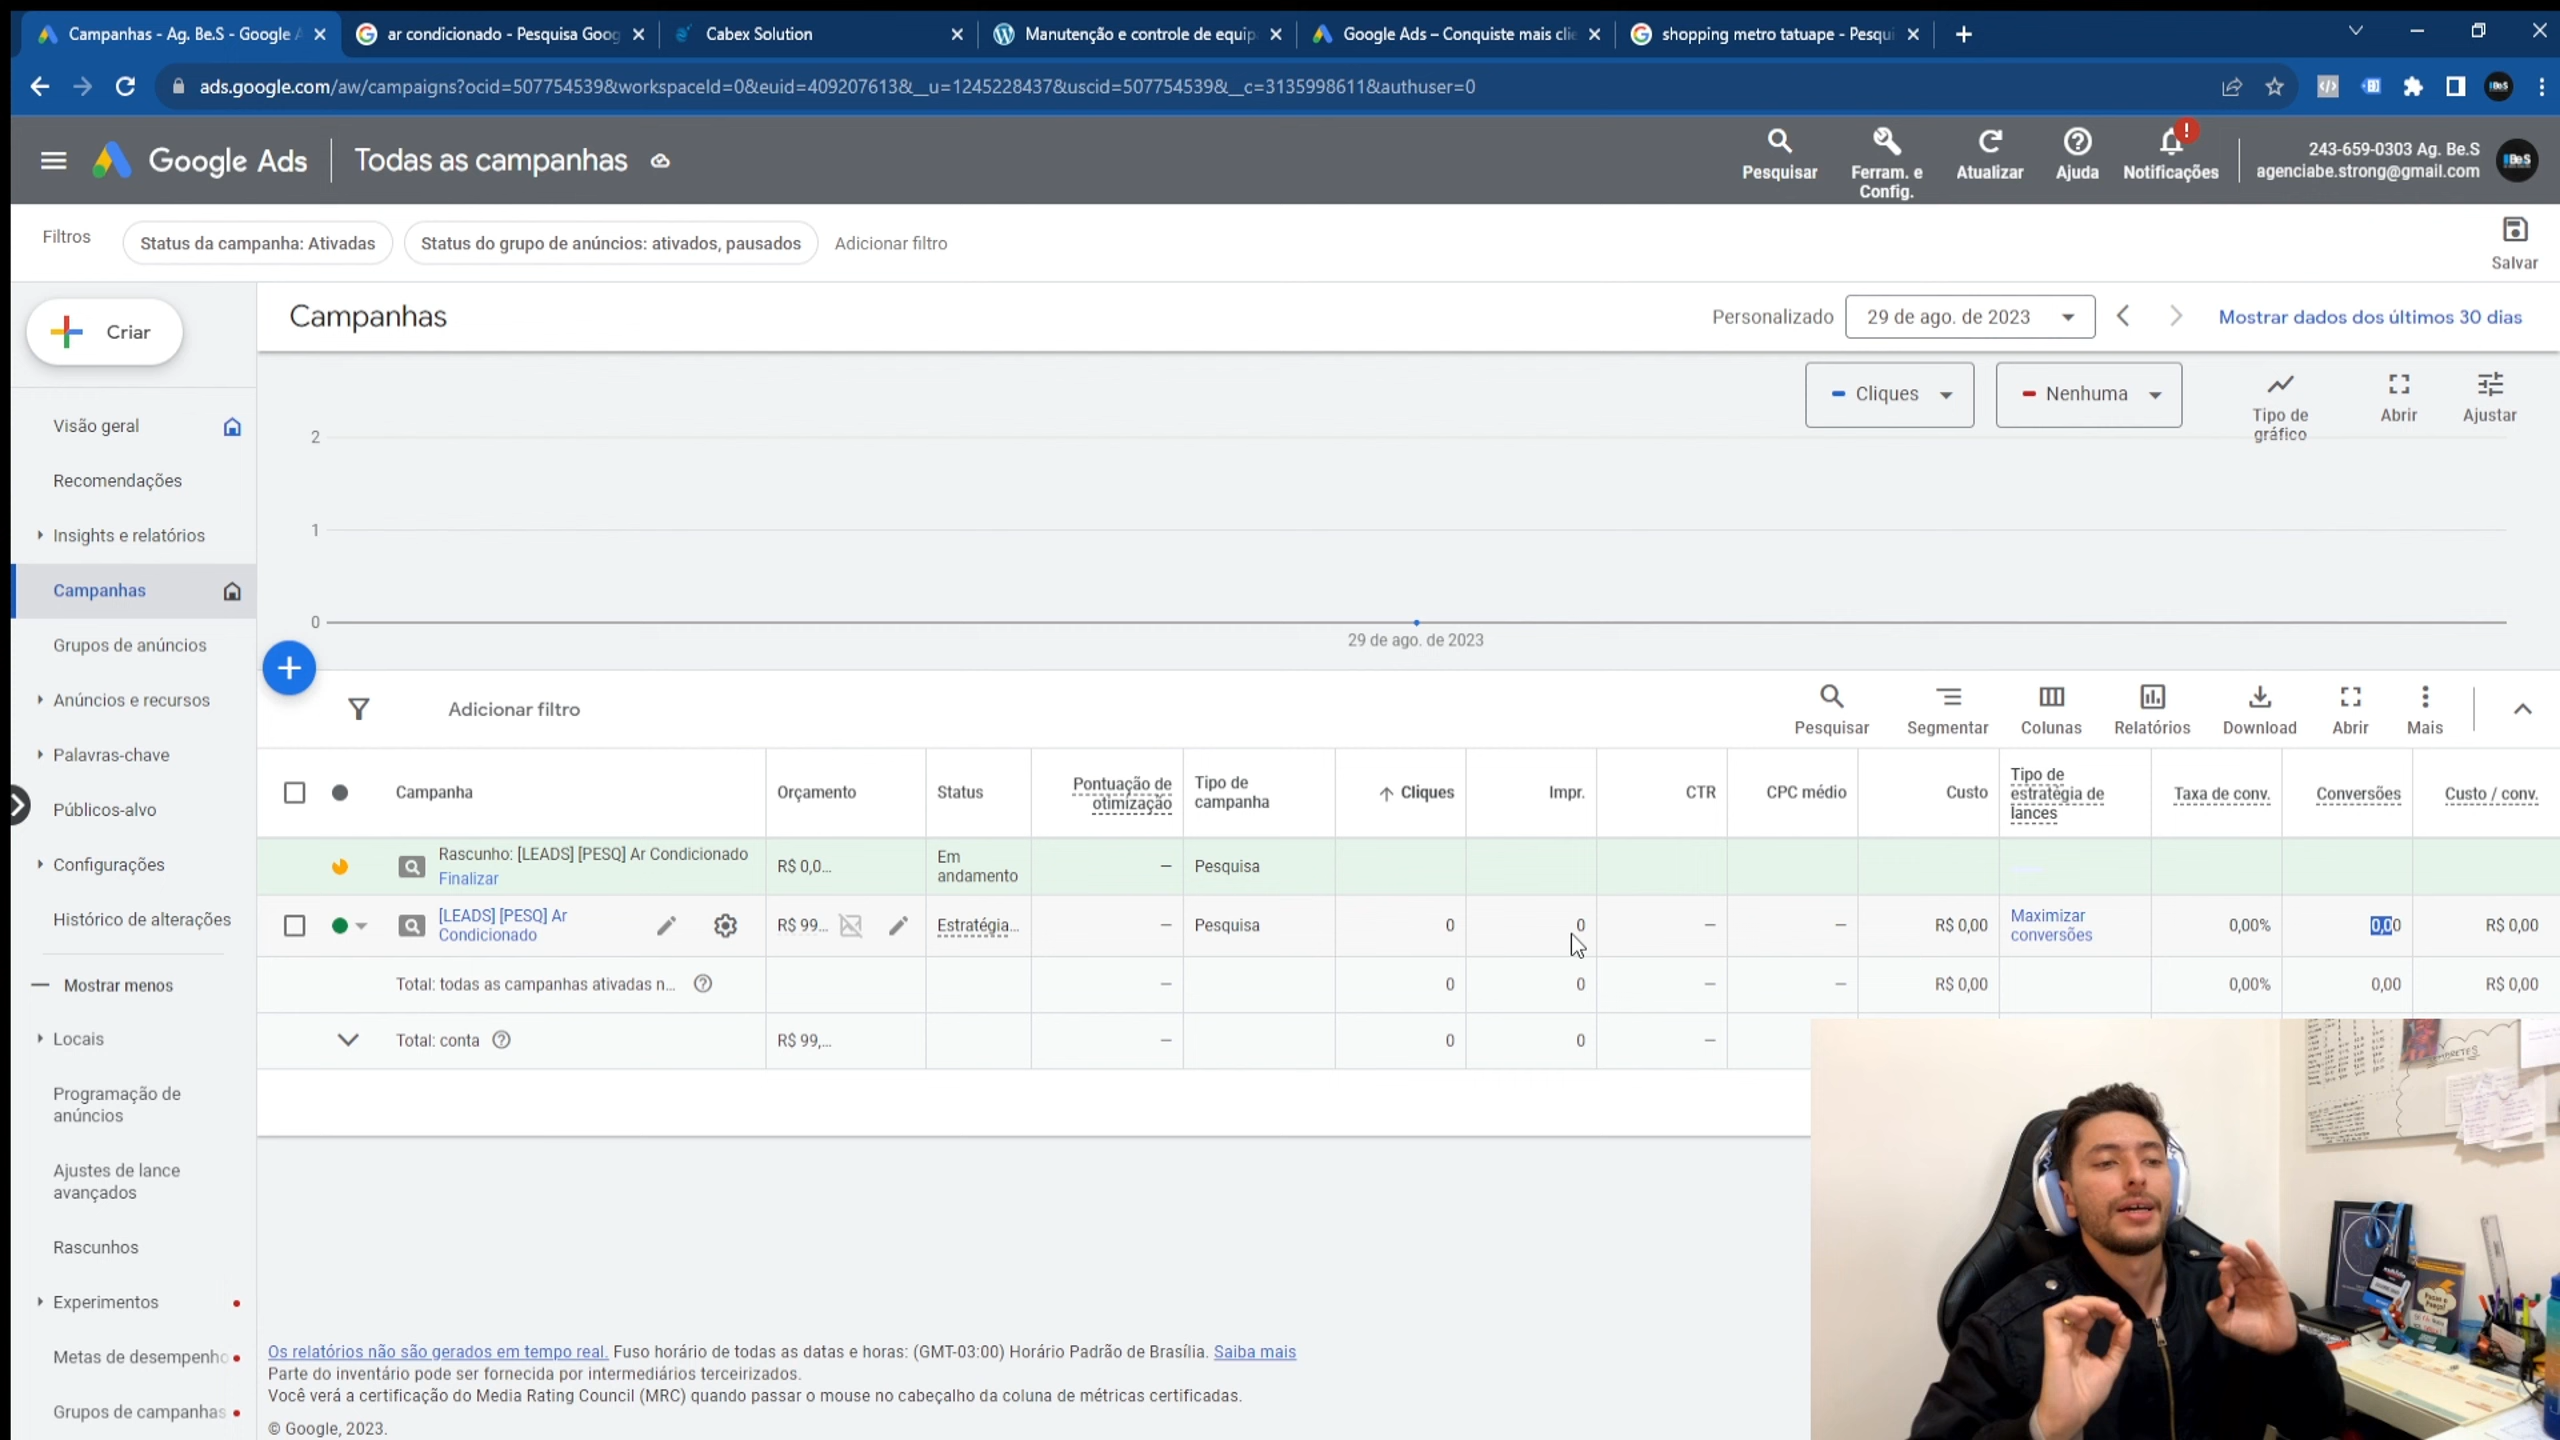 Campanhas - Ag. Be.S - Google A
ar condicionado - Pesquisa Goog
Cabex Solution
Manutenção e controle de equip
Google Ads – Conquiste mais clie
shopping metro tatuape - Pesqui
ads.google.com/aw/campaigns?ocid=507754539&workspaceId=0&euid=409207613&__u=1245228437&uscid=507754539&__c=3135998611&authuser=0
Google Ads
Todas as campanhas
Pesquisar
Ferram. e
Config.
Atualizar
Ajuda
Notificações
243-659-0303 Ag. Be.S
agenciabe.strong@gmail.com
Filtros
Status da campanha: Ativadas
Status do grupo de anúncios: ativados, pausados
Adicionar filtro
Salvar
Criar
Campanhas
Personalizado
29 de ago. de 2023
Mostrar dados dos últimos 30 dias
Cliques
Nenhuma
Tipo de
gráfico
Abrir
Ajustar
2
1
0
29 de ago. de 2023
Visão geral
Recomendações
Insights e relatórios
Campanhas
Grupos de anúncios
Anúncios e recursos
Palavras-chave
Públicos-alvo
Configurações
Histórico de alterações
Mostrar menos
Locais
Programação de
anúncios
Ajustes de lance
avançados
Rascunhos
Experimentos
Metas de desempenho
Grupos de campanhas
Adicionar filtro
Pesquisar
Segmentar
Colunas
Relatórios
Download
Abrir
Mais
Campanha
Orçamento
Status
Pontuação de
otimização
Tipo de
campanha
Cliques
Impr.
CTR
CPC médio
Custo
Tipo de
estratégia de
lances
Taxa de conv.
Conversões
Custo / conv.
Rascunho: [LEADS] [PESQ] Ar Condicionado
Finalizar
R$ 0,0...
Em
andamento
—
Pesquisa
[LEADS] [PESQ] Ar
Condicionado
R$ 99...
Estratégia...
—
Pesquisa
0
0
—
—
R$ 0,00
Maximizar
conversões
0,00%
0,00
R$ 0,00
Total: todas as campanhas ativadas n...
—
0
0
—
—
R$ 0,00
0,00%
0,00
R$ 0,00
Total: conta
R$ 99,...
—
0
0
—
Os relatórios não são gerados em tempo real. Fuso horário de todas as datas e horas: (GMT-03:00) Horário Padrão de Brasília. Saiba mais
Parte do inventário pode ser fornecida por intermediários terceirizados.
Você verá a certificação do Media Rating Council (MRC) quando passar o mouse no cabeçalho da coluna de métricas certificadas.
© Google, 2023.